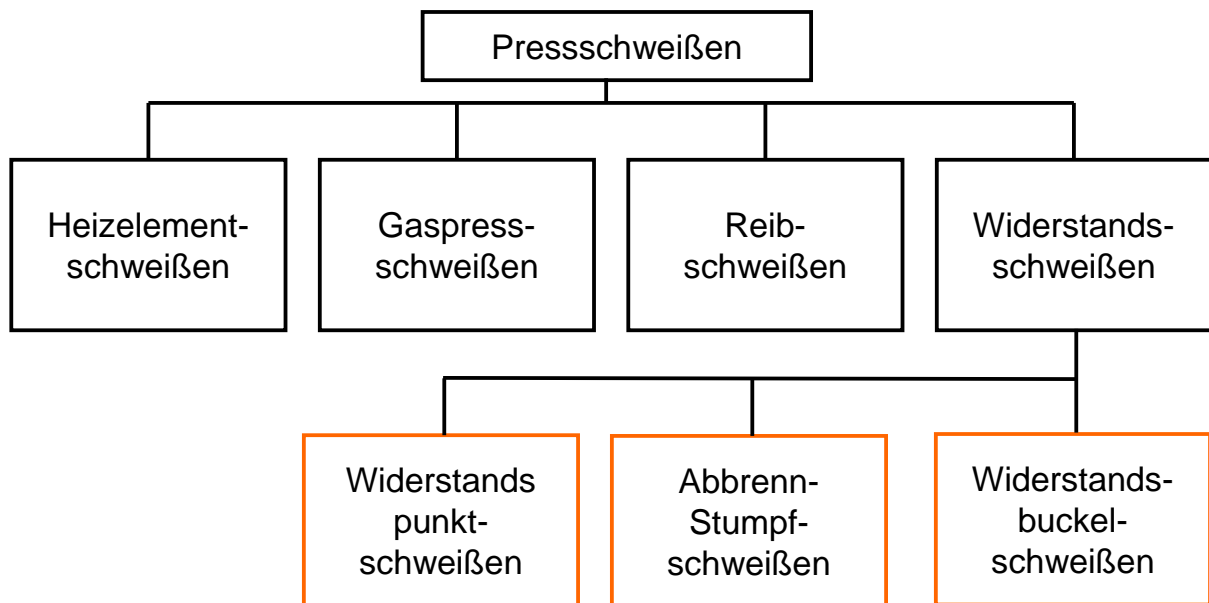 Pressschweißen
Heizelement-
schweißen
Gaspress-
schweißen
Reib-
schweißen
Widerstands-
schweißen
Widerstands
punkt-
schweißen
Abbrenn-
Stumpf-
schweißen
Widerstands-
buckel-
schweißen